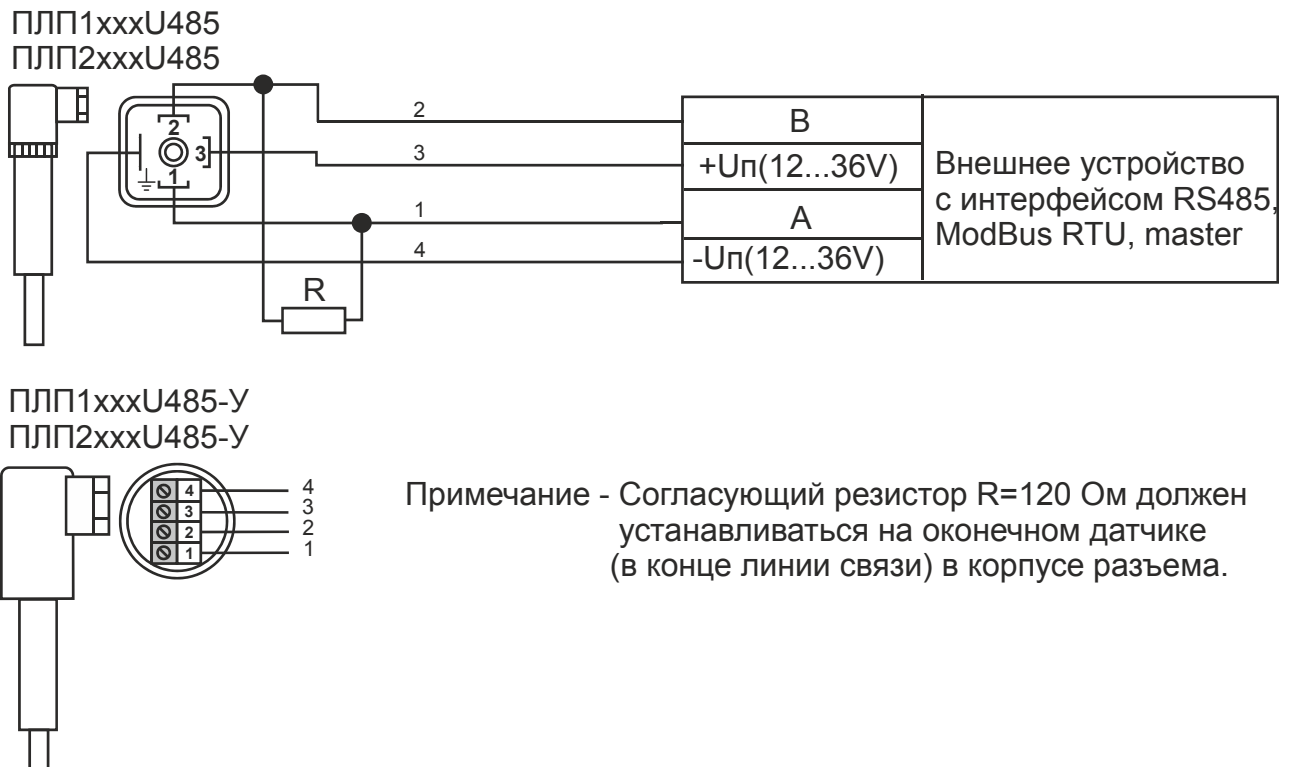 ПЛП1xxxU485
ПЛП2xxxU485
2
3
1
2
3
1
4
R
B
+Uп(12...36V)
A
-Uп(12...36V)
Внешнее устройство
с интерфейсом RS485,
ModBus RTU, master
ПЛП1xxxU485-У
ПЛП2xxxU485-У
4 4
3 3
2 2
1 1
Примечание - Согласующий резистор R=120 Ом должен
устанавливаться на оконечном датчике
(в конце линии связи) в корпусе разъема.